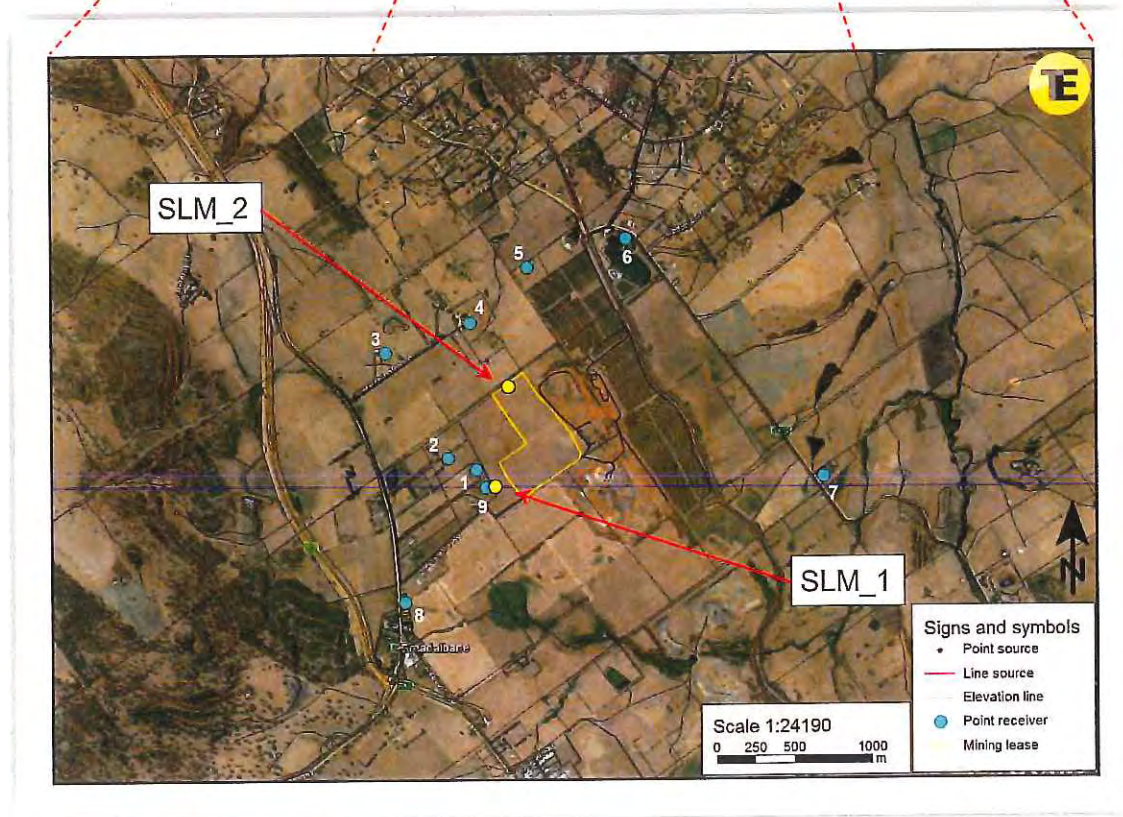 TE
SLM_2
5
6
4
3
2
1
9
7
SLM_1
8
Signs and symbols
Point source
Line source
Elevation line
Point receiver
Mining lease
Scale 1:24190
0 250 500 1000
m
N